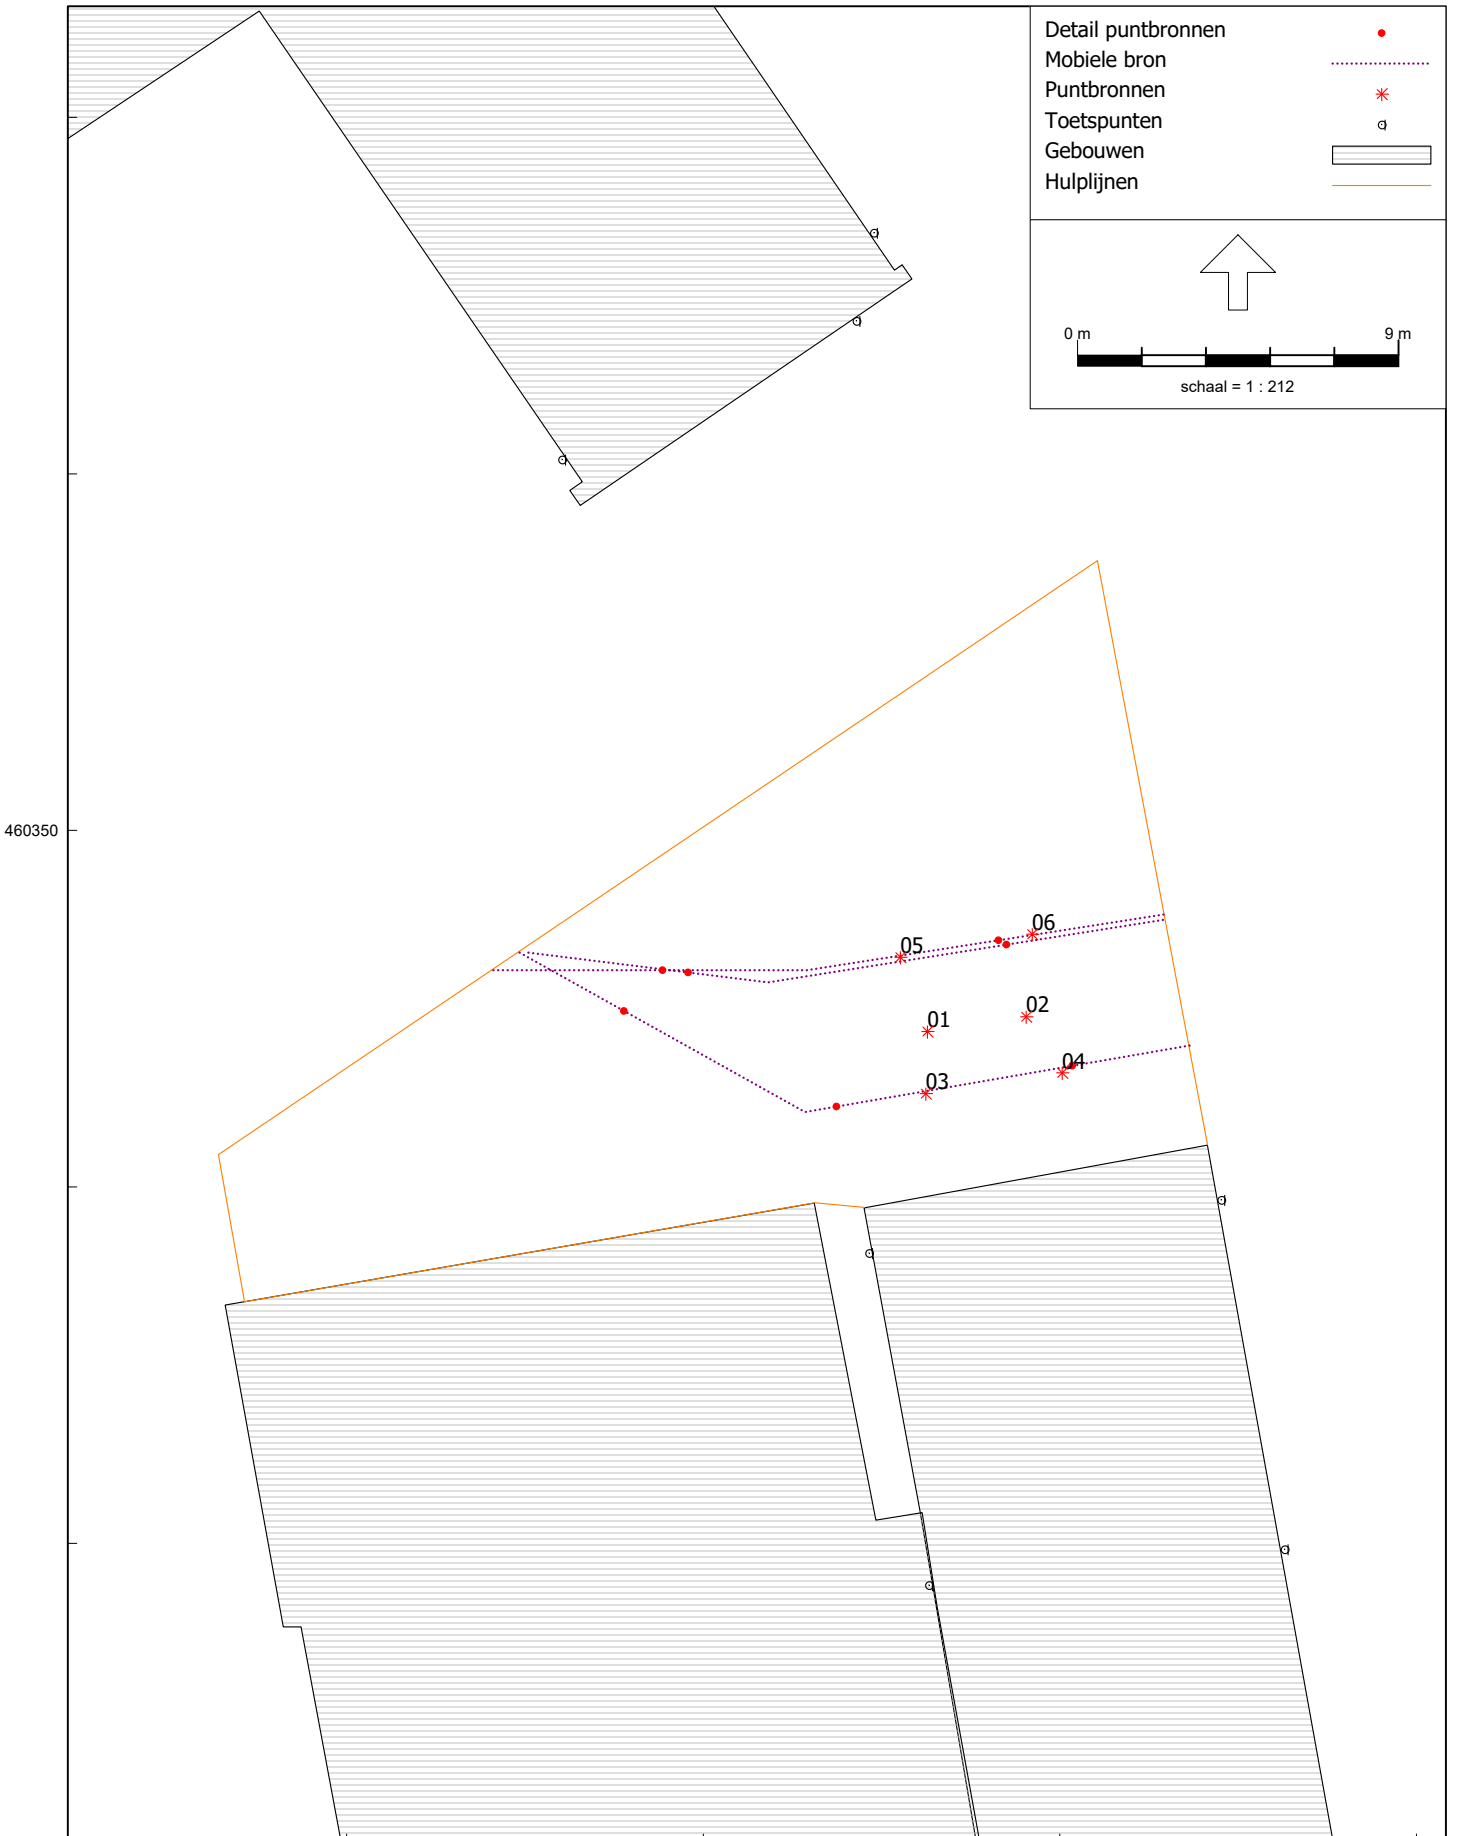 Detail puntbronnen
Mobiele bron
Puntbronnen
Toetspunten
Gebouwen
Hulplijnen
0 m 9 m
schaal = 1 : 212
460350
06
05
02
01
04
03